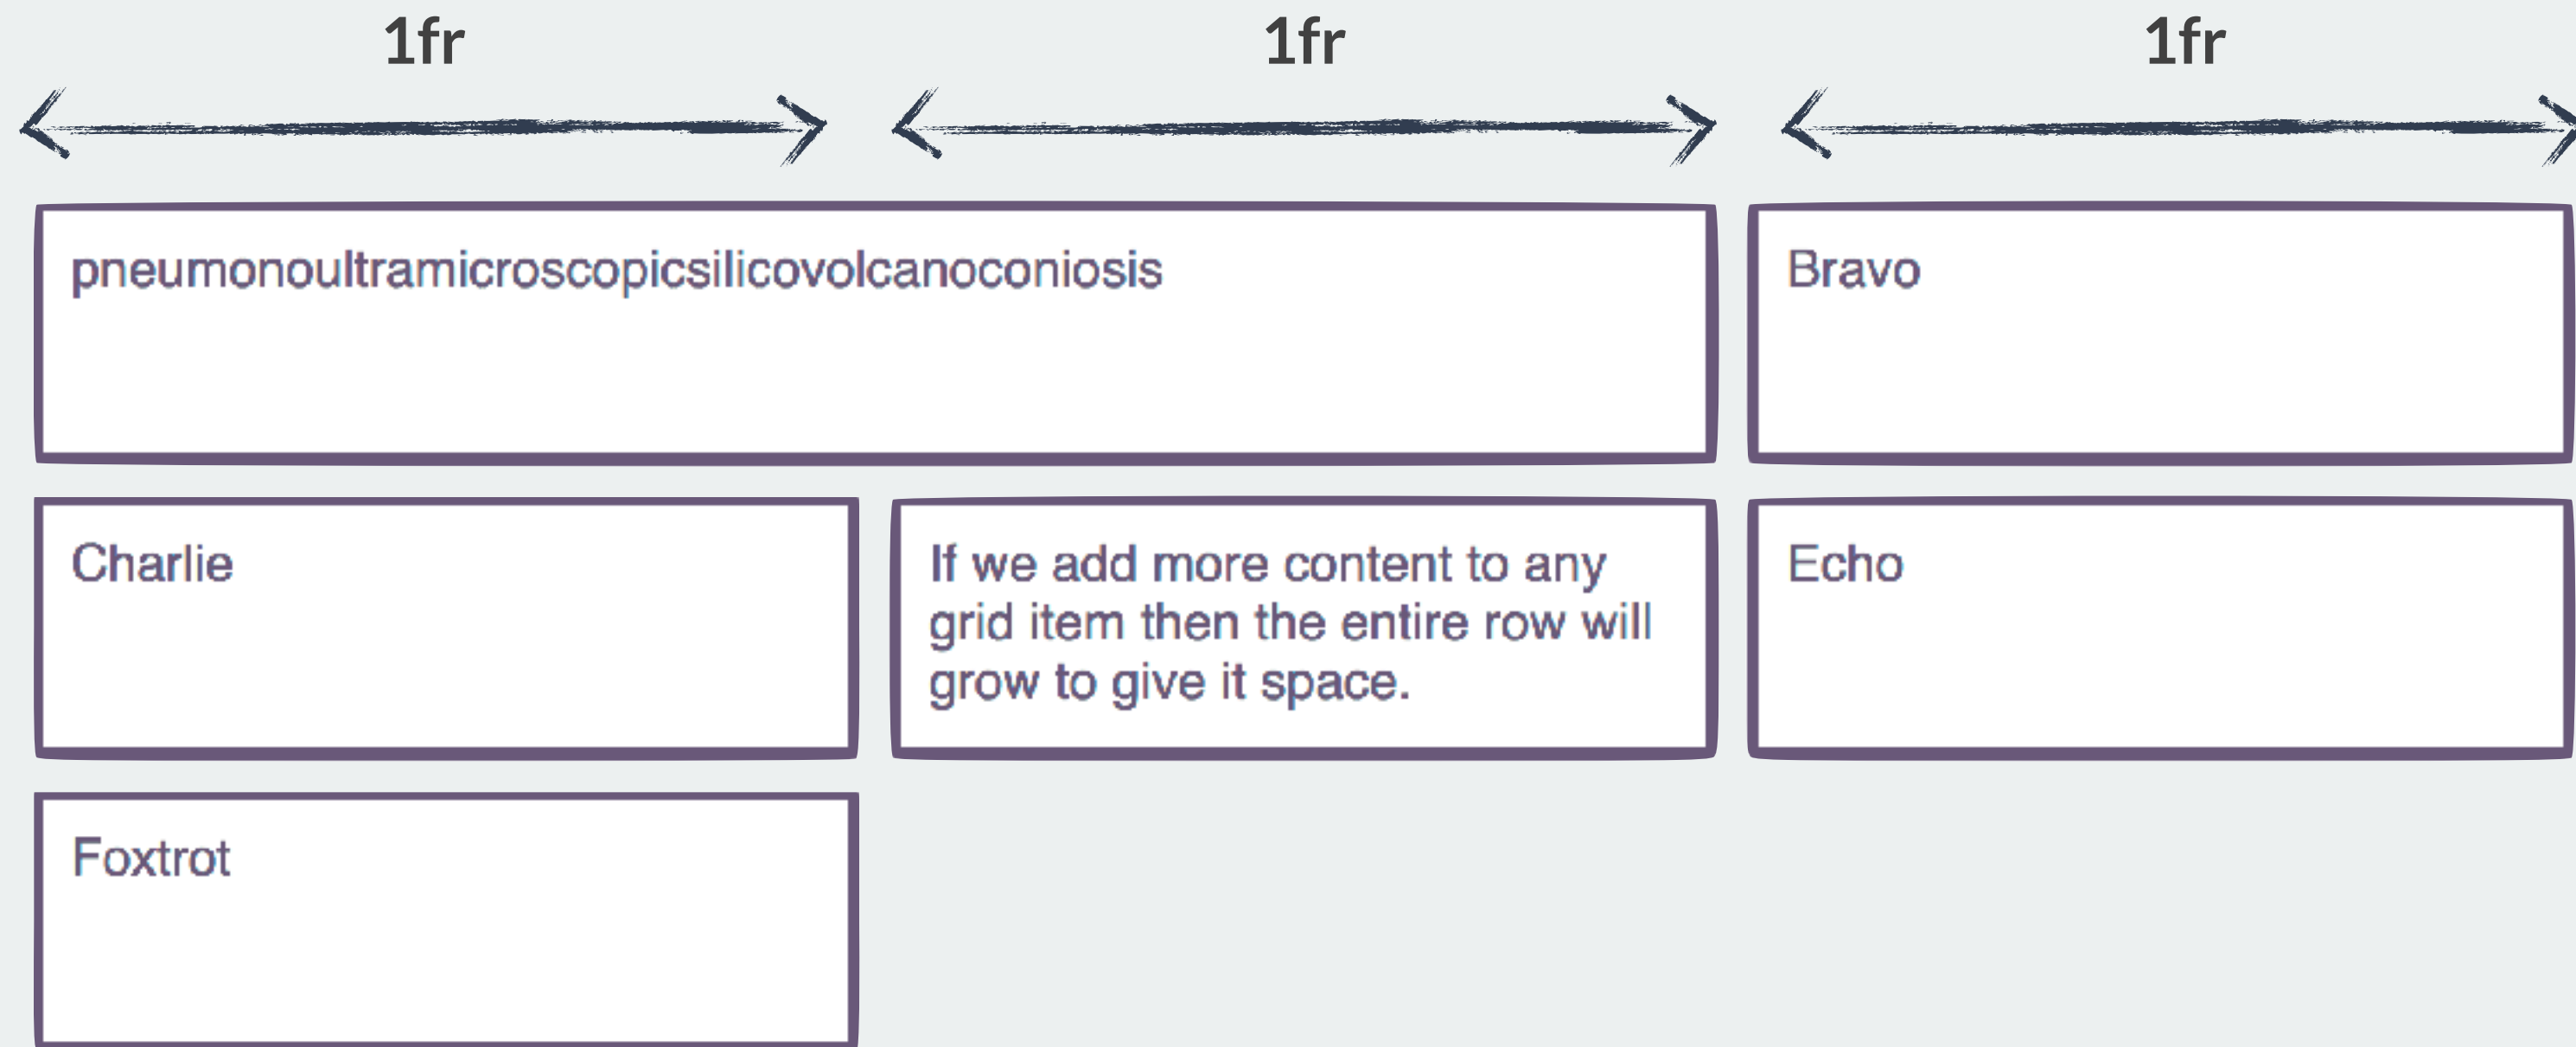 1fr 1fr 1fr
pneumonoultramicroscopicsilicovolcanoconiosis
Bravo
Charlie
If we add more content to any
grid item then the entire row will
grow to give it space.
Echo
Foxtrot